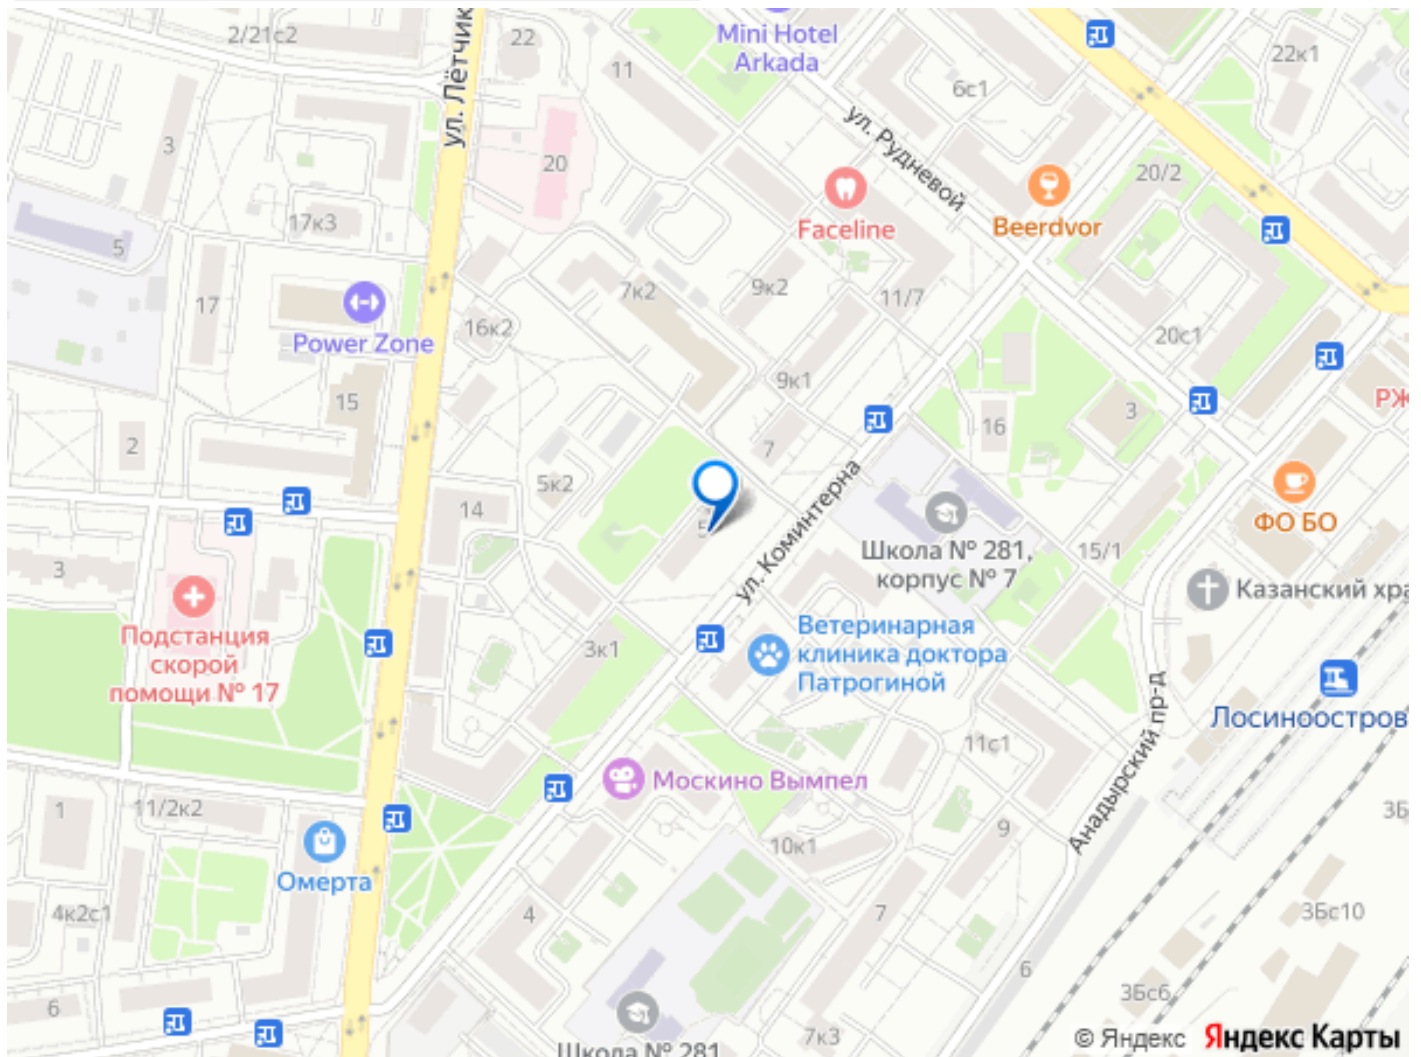 2/21с2
ул. Лётчик
22
11
Mini Hotel
Arkada
6с1
22к1
3
20
ул. Рудневой
20/2
Faceline
Beerdvor
5
17к3
17
7к2
9к2
11/7
Power Zone
16к2
20с1
9к1
РЖ
15
2
7
16
3
5к2
14
5
ул. Коминтерна
ФО БО
Школа № 281,
корпус № 7
15/1
3
Казанский хра
Подстанция
скорой
помощи № 17
3к1
Ветеринарная
клиника доктора
Патрогиной
Лосиноостров
11с1
Анадырский пр-д
Москино Вымпел
1
11/2к2
10к1
9
3Б
Омерта
4к2с1
4
7
3Бс10
6
6
3Бс6
Школа № 281
7к3
© Яндекс Яндекс Карты